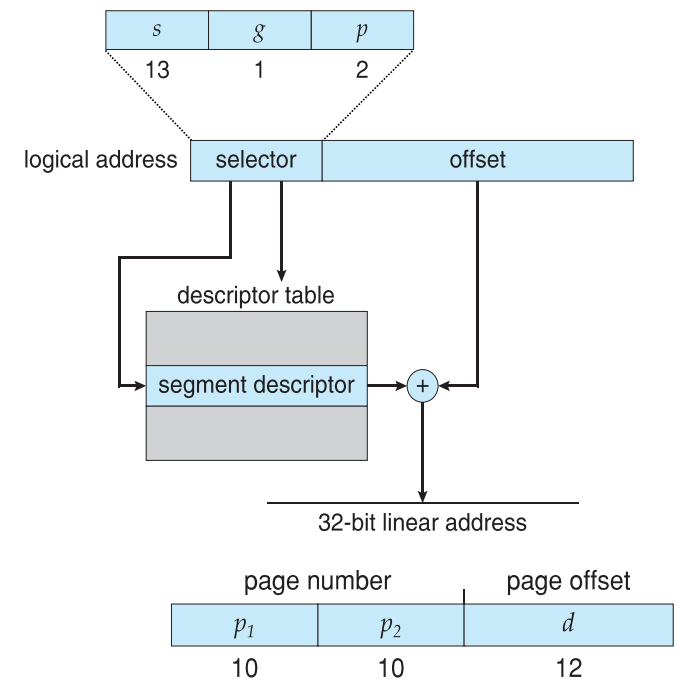 s g p
13 1 2
logical address selector offset
descriptor table
segment descriptor +
32-bit linear address
page number page offset
p1 p2 d
10 10 12